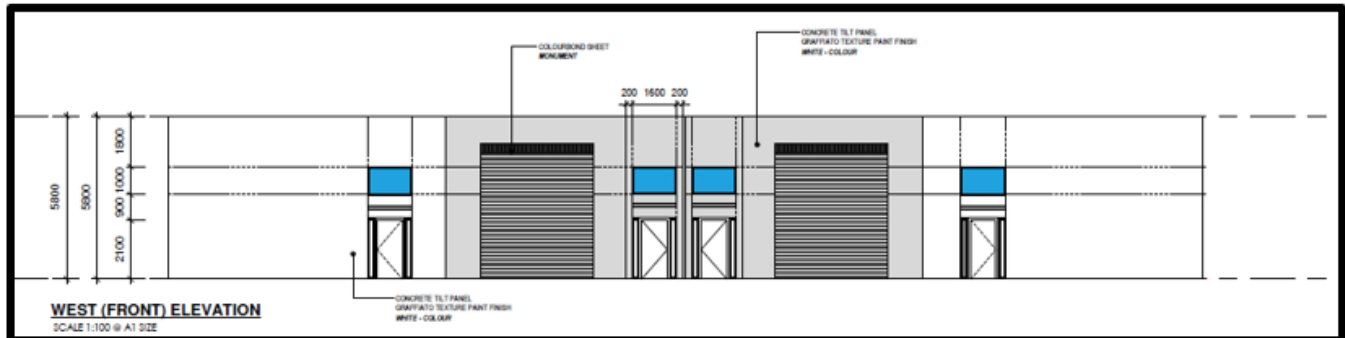 COLOURBOND SHEET
MONUMENT
CONCRETE TILT PANEL
GRAFFIATO TEXTURE PAINT FINISH
WHITE - COLOUR
200 1600 200
1800
1000
900
2100
5800
5800
CONCRETE TILT PANEL
GRAFFIATO TEXTURE PAINT FINISH
WHITE - COLOUR
WEST (FRONT) ELEVATION
SCALE 1:100 @ A1 SIZE